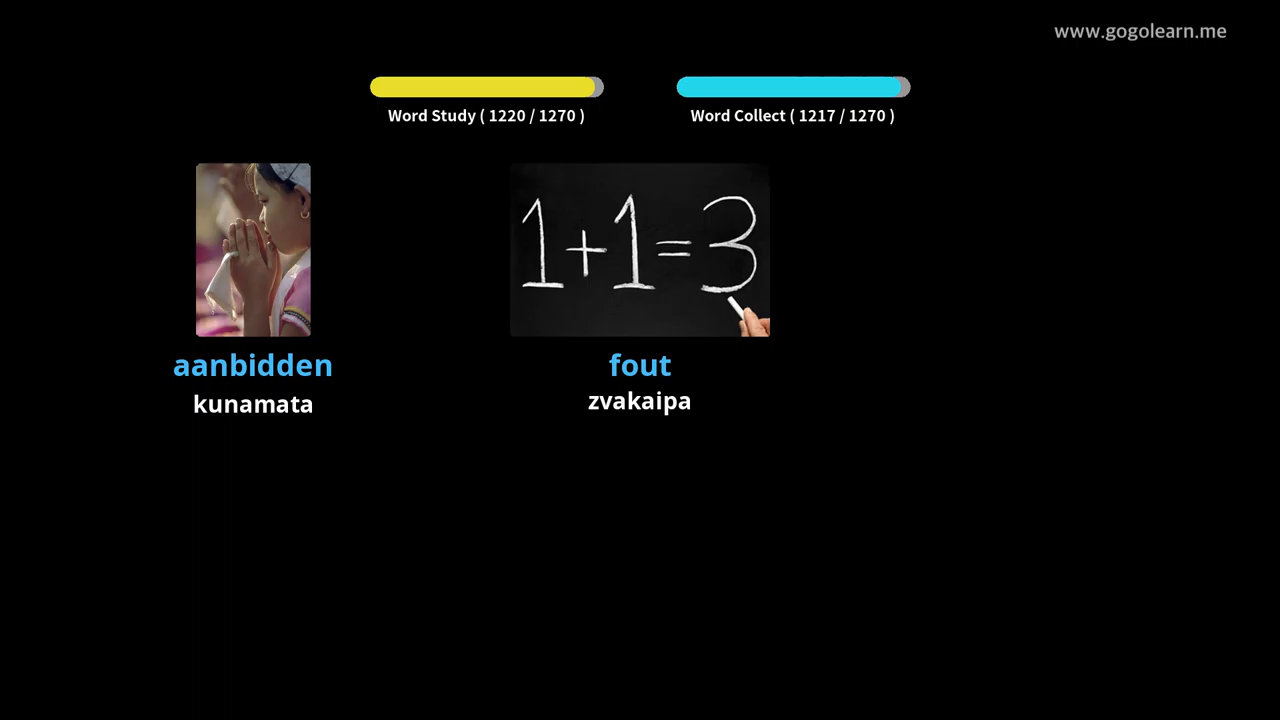 www.gogolearn.me
Word Study ( 1220 / 1270 )
Word Collect ( 1217 / 1270 )
1+1=3
aanbidden
kunamata
fout
zvakaipa